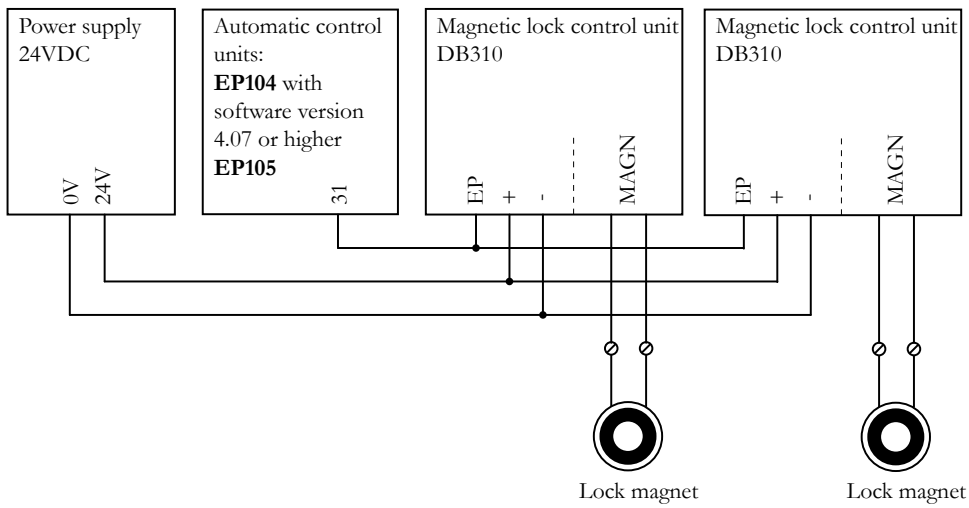 Power supply
24VDC
0V
24V
Automatic control
units:
EP104 with
software version
4.07 or higher
EP105
31
Magnetic lock control unit
DB310
EP
+
-
MAGN
Magnetic lock control unit
DB310
EP
+
-
MAGN
Lock magnet
Lock magnet